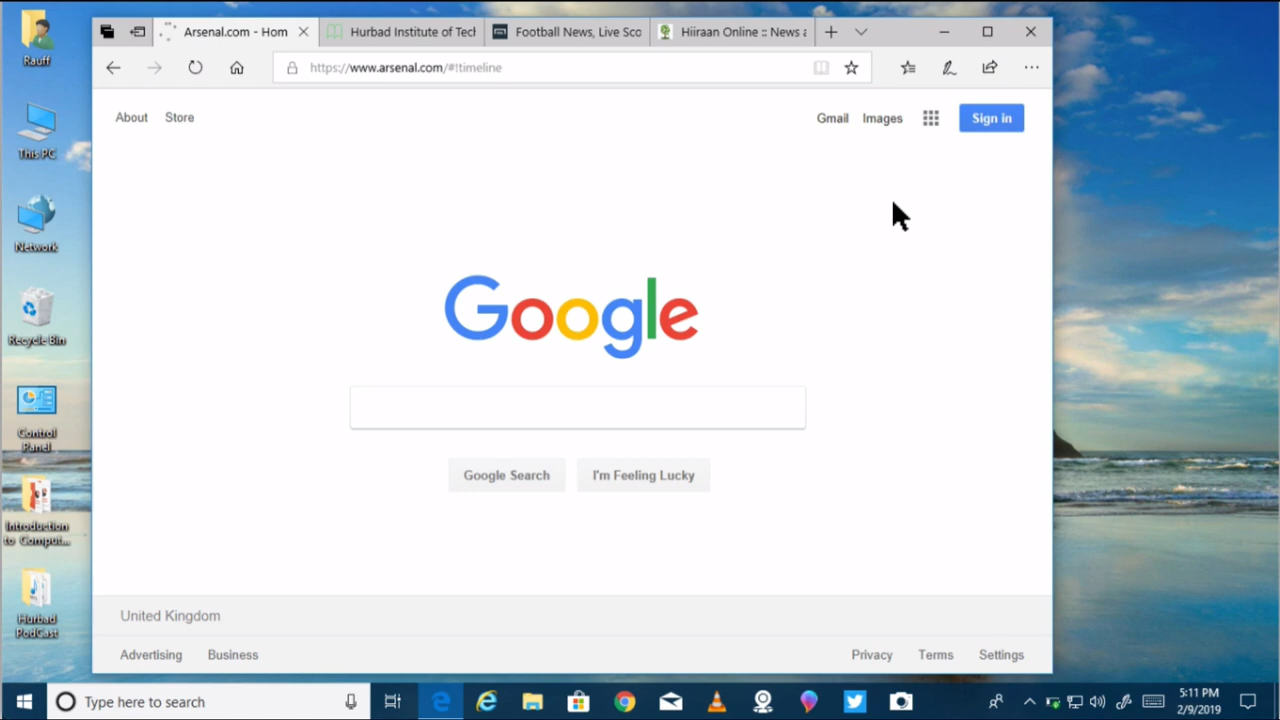 Arsenal.com - Hom
Hurbad Institute of Tecl
Football News, Live Sco
Hiiraan Online :: News a
https://www.arsenal.com/#!timeline
About
Store
Gmail
Images
Sign in
Google
Google Search
I'm Feeling Lucky
United Kingdom
Advertising
Business
Privacy
Terms
Settings
Rauff
This PC
Network
Recycle Bin
Control
Panel
Introduction
to Comput...
Hurbad
PodCast
Type here to search
5:11 PM
2/9/2019